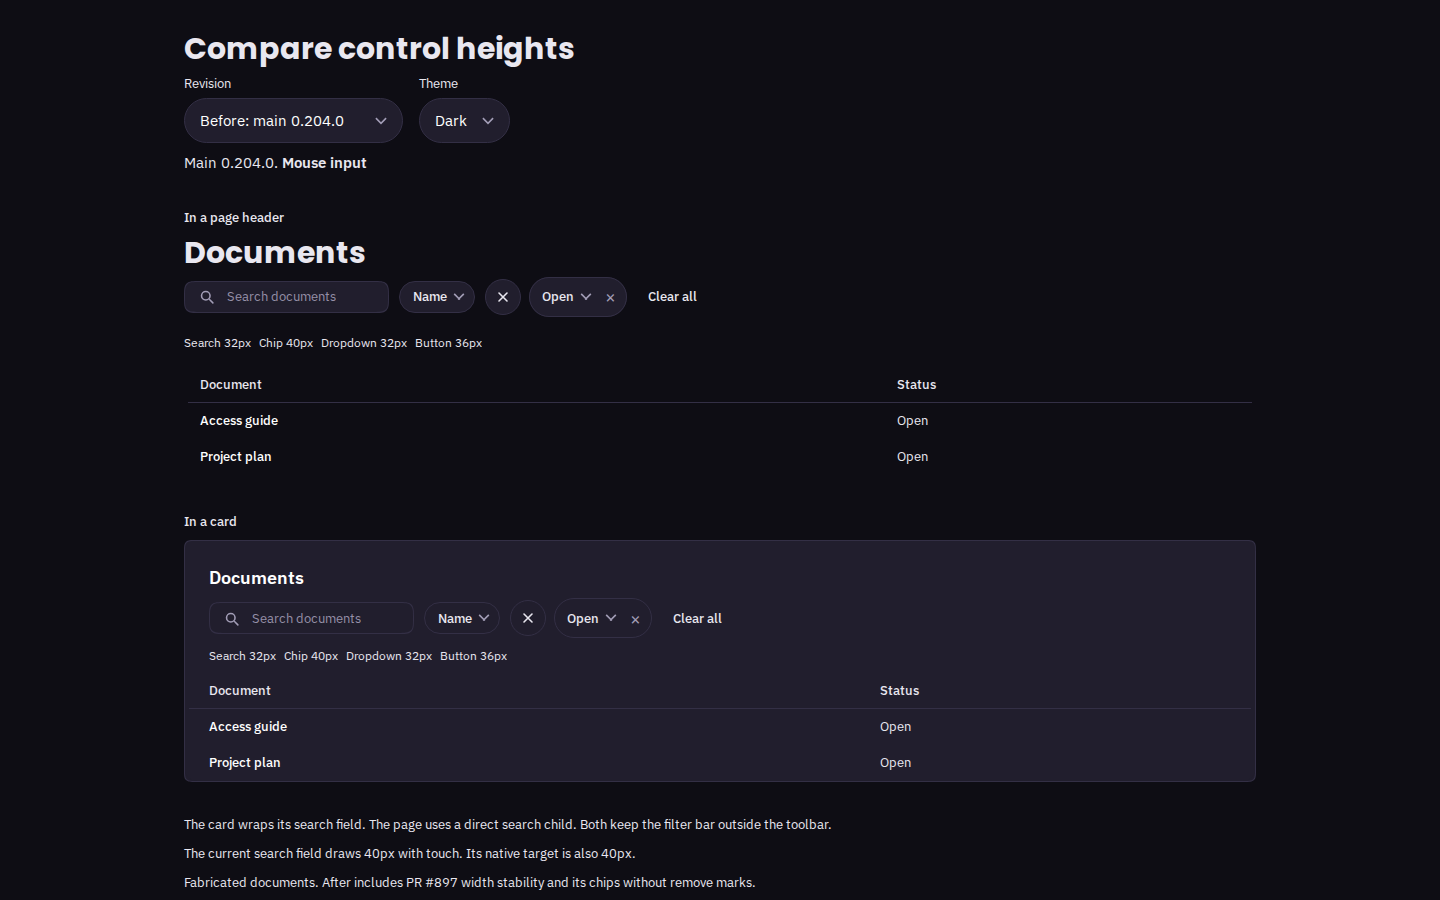 Compare control heights
Revision Theme
Before: main 0.204.0 Dark
Main 0.204.0. Mouse input
In a page header
Documents
Search documents Name Open Clear all
Search 32px Chip 40px Dropdown 32px Button 36px
Document Status
Access guide Open
Project plan Open
In a card
Documents
Search documents Name Open Clear all
Search 32px Chip 40px Dropdown 32px Button 36px
Document Status
Access guide Open
Project plan Open
The card wraps its search field. The page uses a direct search child. Both keep the filter bar outside the toolbar.
The current search field draws 40px with touch. Its native target is also 40px.
Fabricated documents. After includes PR #897 width stability and its chips without remove marks.